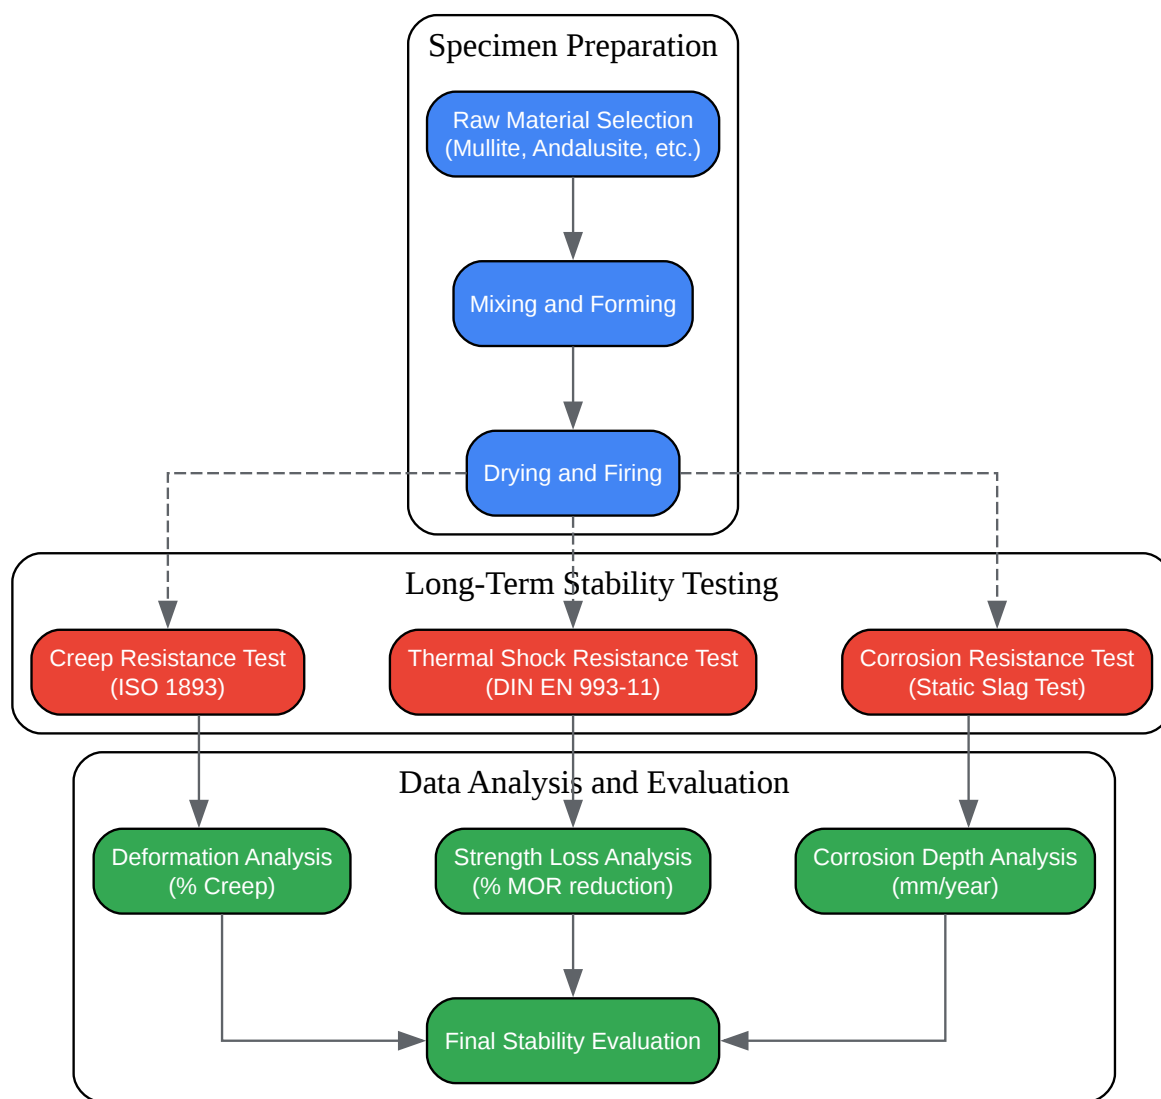 Specimen Preparation
Raw Material Selection
(Mullite, Andalusite, etc.)
Mixing and Forming
Drying and Firing
Long-Term Stability Testing
Creep Resistance Test
(ISO 1893)
Thermal Shock Resistance Test
(DIN EN 993-11)
Corrosion Resistance Test
(Static Slag Test)
Data Analysis and Evaluation
Deformation Analysis
(% Creep)
Strength Loss Analysis
(% MOR reduction)
Corrosion Depth Analysis
(mm/year)
Final Stability Evaluation